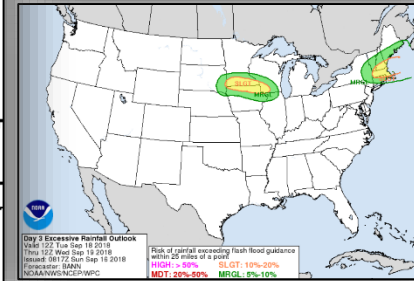 SLGT
MRGL
MRGL
NOAA
Day 3 Excessive Rainfall Outlook
Valid 12Z Tue Sep 18 2018
Thru 12Z Wed Sep 19 2018
Issued: 0817Z Sun Sep 16 2018
Forecaster: BANN
NOAA/NWS/NCEP/WPC
Risk of rainfall exceeding flash flood guidance
within 25 miles of a point
HIGH: > 50% SLGT: 10%-20%
MDT: 20%-50% MRGL: 5%-10%